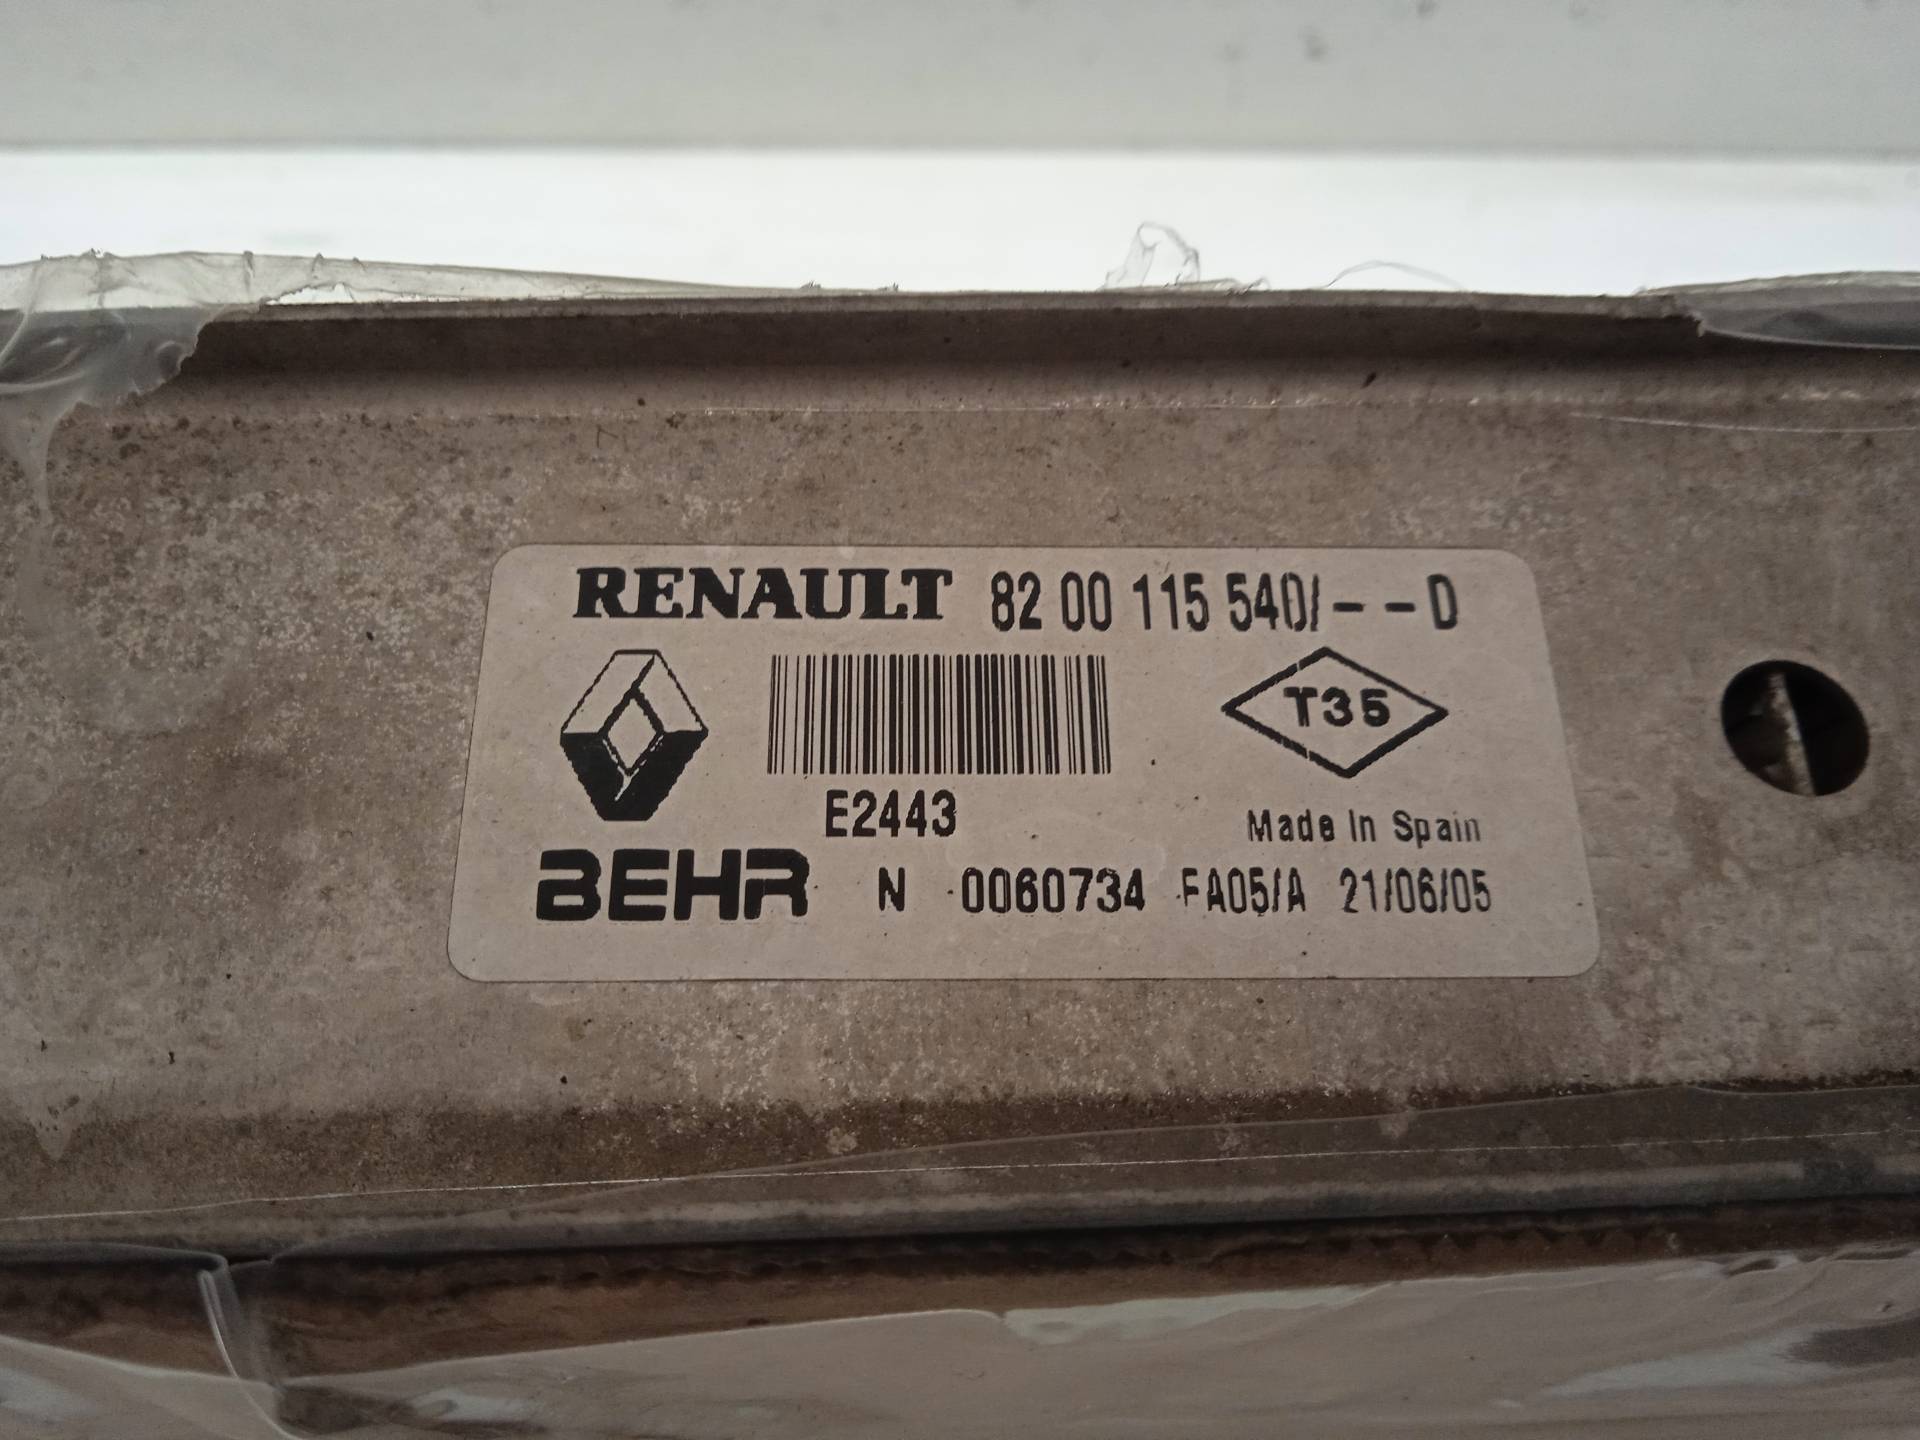 RENAULT 82 00 115 540/--D
T35
E2443
Made In Spain
BEHR N 0060734 FA05/A 21/06/05